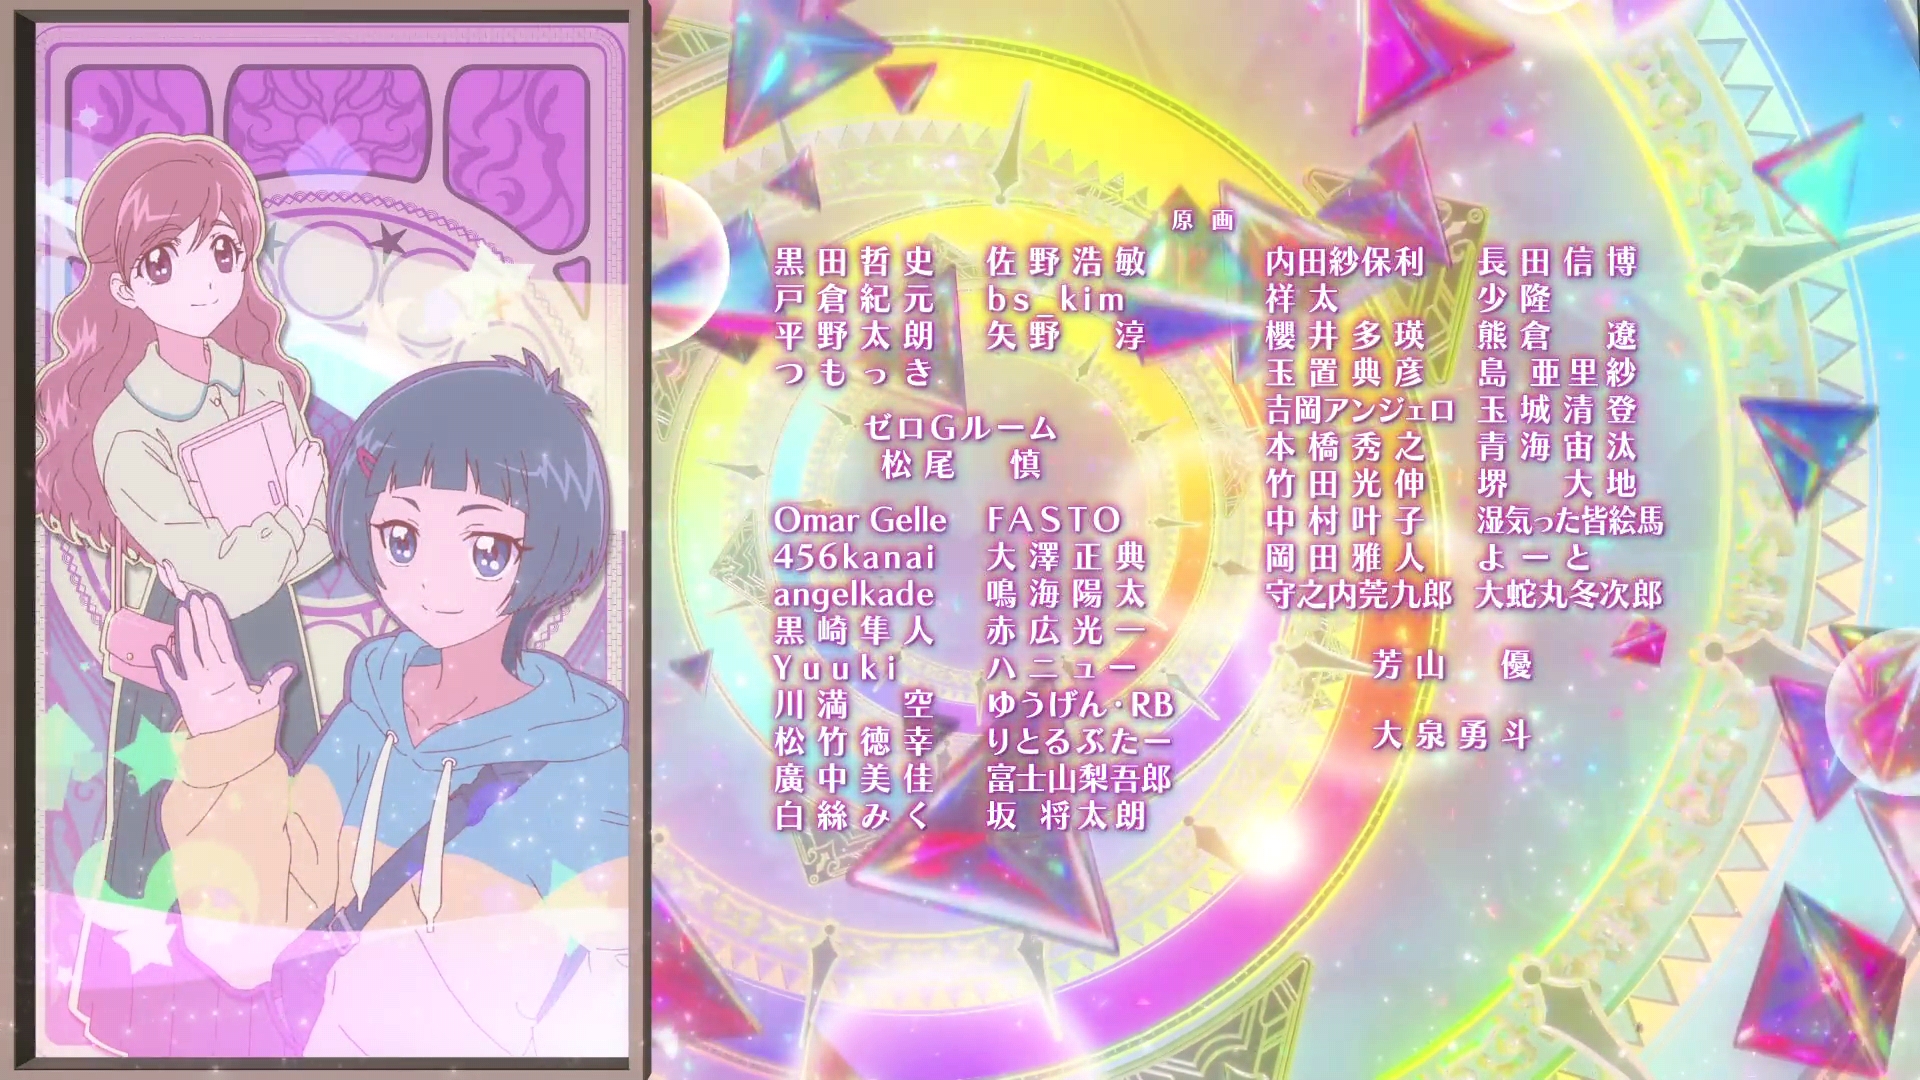 原画
黒田哲史 佐野浩敏
戸倉紀元 bs_kim
平野太朗 矢野 淳
つもっき
ゼロGルーム
松尾 慎
Omar Gelle FASTO
456kanai 大澤正典
angelkade 鳴海陽太
黒崎隼人 赤広光一
Yuuki ハニュー
川満 空 ゆうげん・RB
松竹徳幸 りとるぶたー
廣中美佳 富士山梨吾郎
白絲みく 坂 将太朗
内田紗保利 長田信博
祥太 少隆
櫻井多瑛 熊倉 遼
玉置典彦 島 亜里紗
吉岡アンジェロ 玉城清登
本橋秀之 青海宙汰
竹田光伸 堺 大地
中村叶子 湿気った皆絵馬
岡田雅人 よーと
守之内莞九郎 大蛇丸冬次郎
芳山 優
大泉勇斗